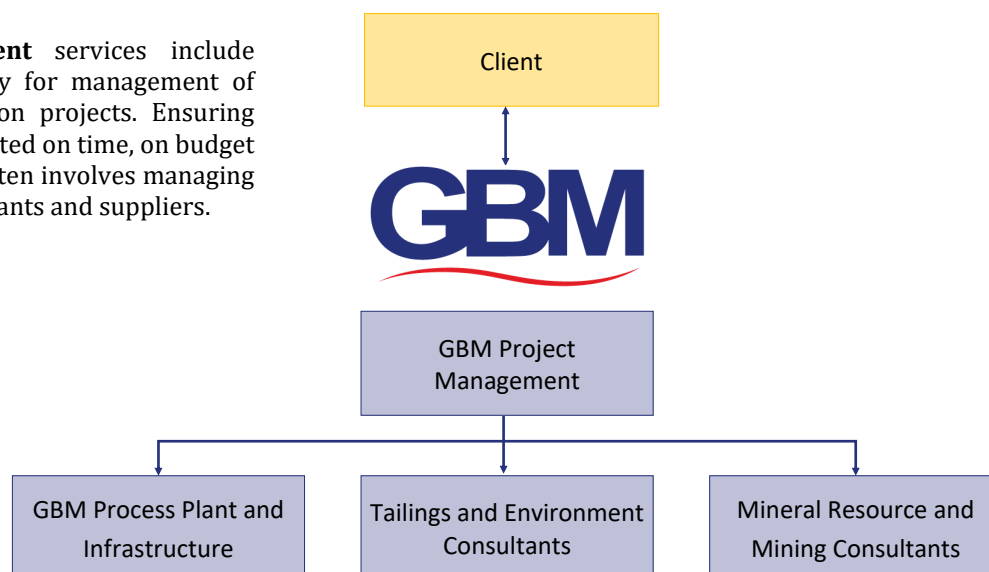 ent services include
y for management of
on projects. Ensuring
ted on time, on budget
ten involves managing
ants and suppliers.
Client
GBM
GBM Project
Management
GBM Process Plant and
Infrastructure
Tailings and Environment
Consultants
Mineral Resource and
Mining Consultants